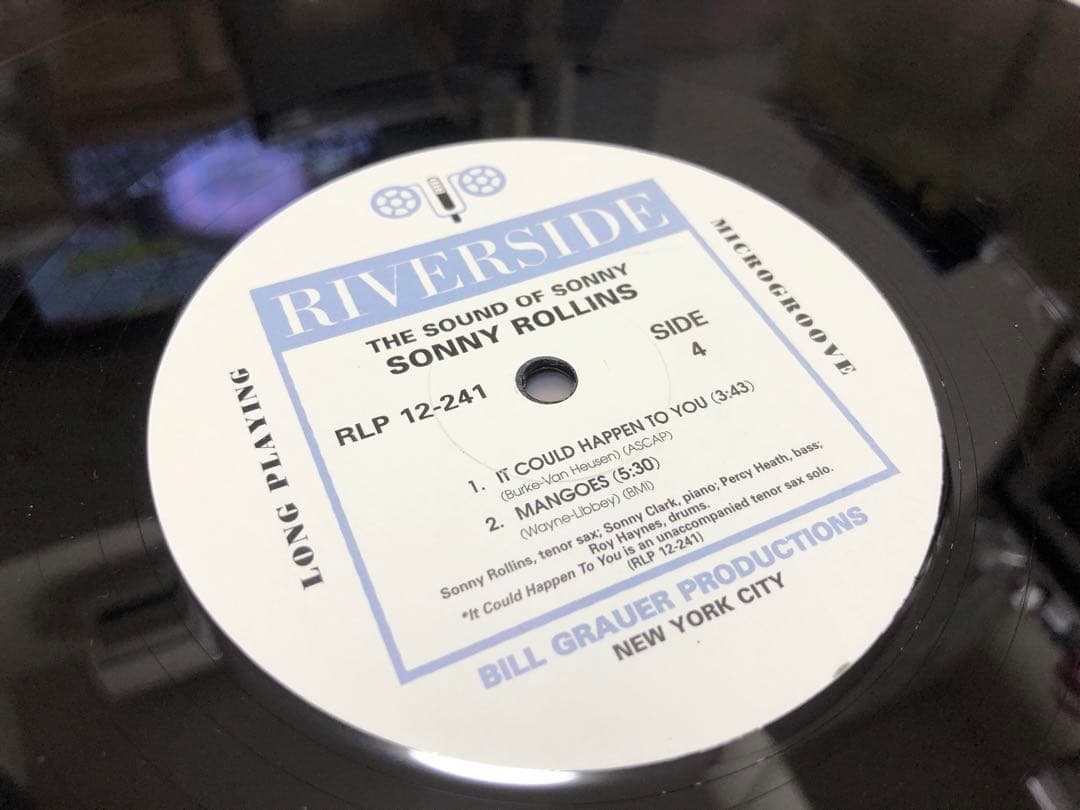 RIVERSIDE
THE SOUND OF SONNY
SONNY ROLLINS
SIDE
4
RLP 12-241
1. IT COULD HAPPEN TO YOU (3:43)
(Burke-Van Heusen) (ASCAP)
2. MANGOES (5:30)
(Wayne-Libbey) (BMI)
Sonny Rollins, tenor sax; Sonny Clark, piano; Percy Heath, bass;
Roy Haynes, drums.
*It Could Happen To You is an unaccompanied tenor sax solo.
(RLP 12-241)
BILL GRAUER PRODUCTIONS
NEW YORK CITY
LONG PLAYING
MICROGROOVE